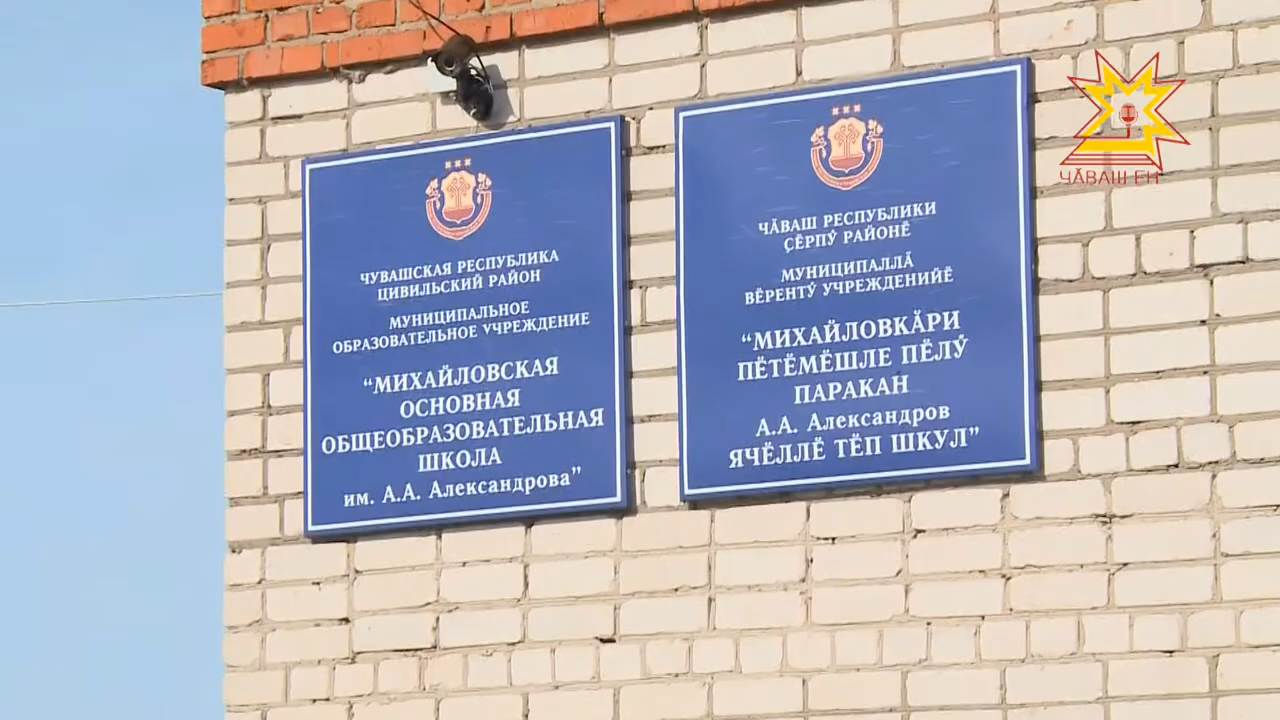 ЧУВАШСКАЯ РЕСПУБЛИКА
ЦИВИЛЬСКИЙ РАЙОН
МУНИЦИПАЛЬНОЕ
ОБРАЗОВАТЕЛЬНОЕ УЧРЕЖДЕНИЕ
“МИХАЙЛОВСКАЯ
ОСНОВНАЯ
ОБЩЕОБРАЗОВАТЕЛЬНАЯ
ШКОЛА
им. А.А. Александрова”
ЧӐВАШ РЕСПУБЛИКИ
ҪӖРПӲ РАЙОНӖ
МУНИЦИПАЛЛӐ
ВӖРЕНТӲ УЧРЕЖДЕНИЙӖ
“МИХАЙЛОВКӐРИ
ПӖТӖМӖШЛЕ ПӖЛӲ
ПАРАКАН
А.А. Александров
ЯЧӖЛЛӖ ТӖП ШКУЛ”
ЧӐВАШ ЕН